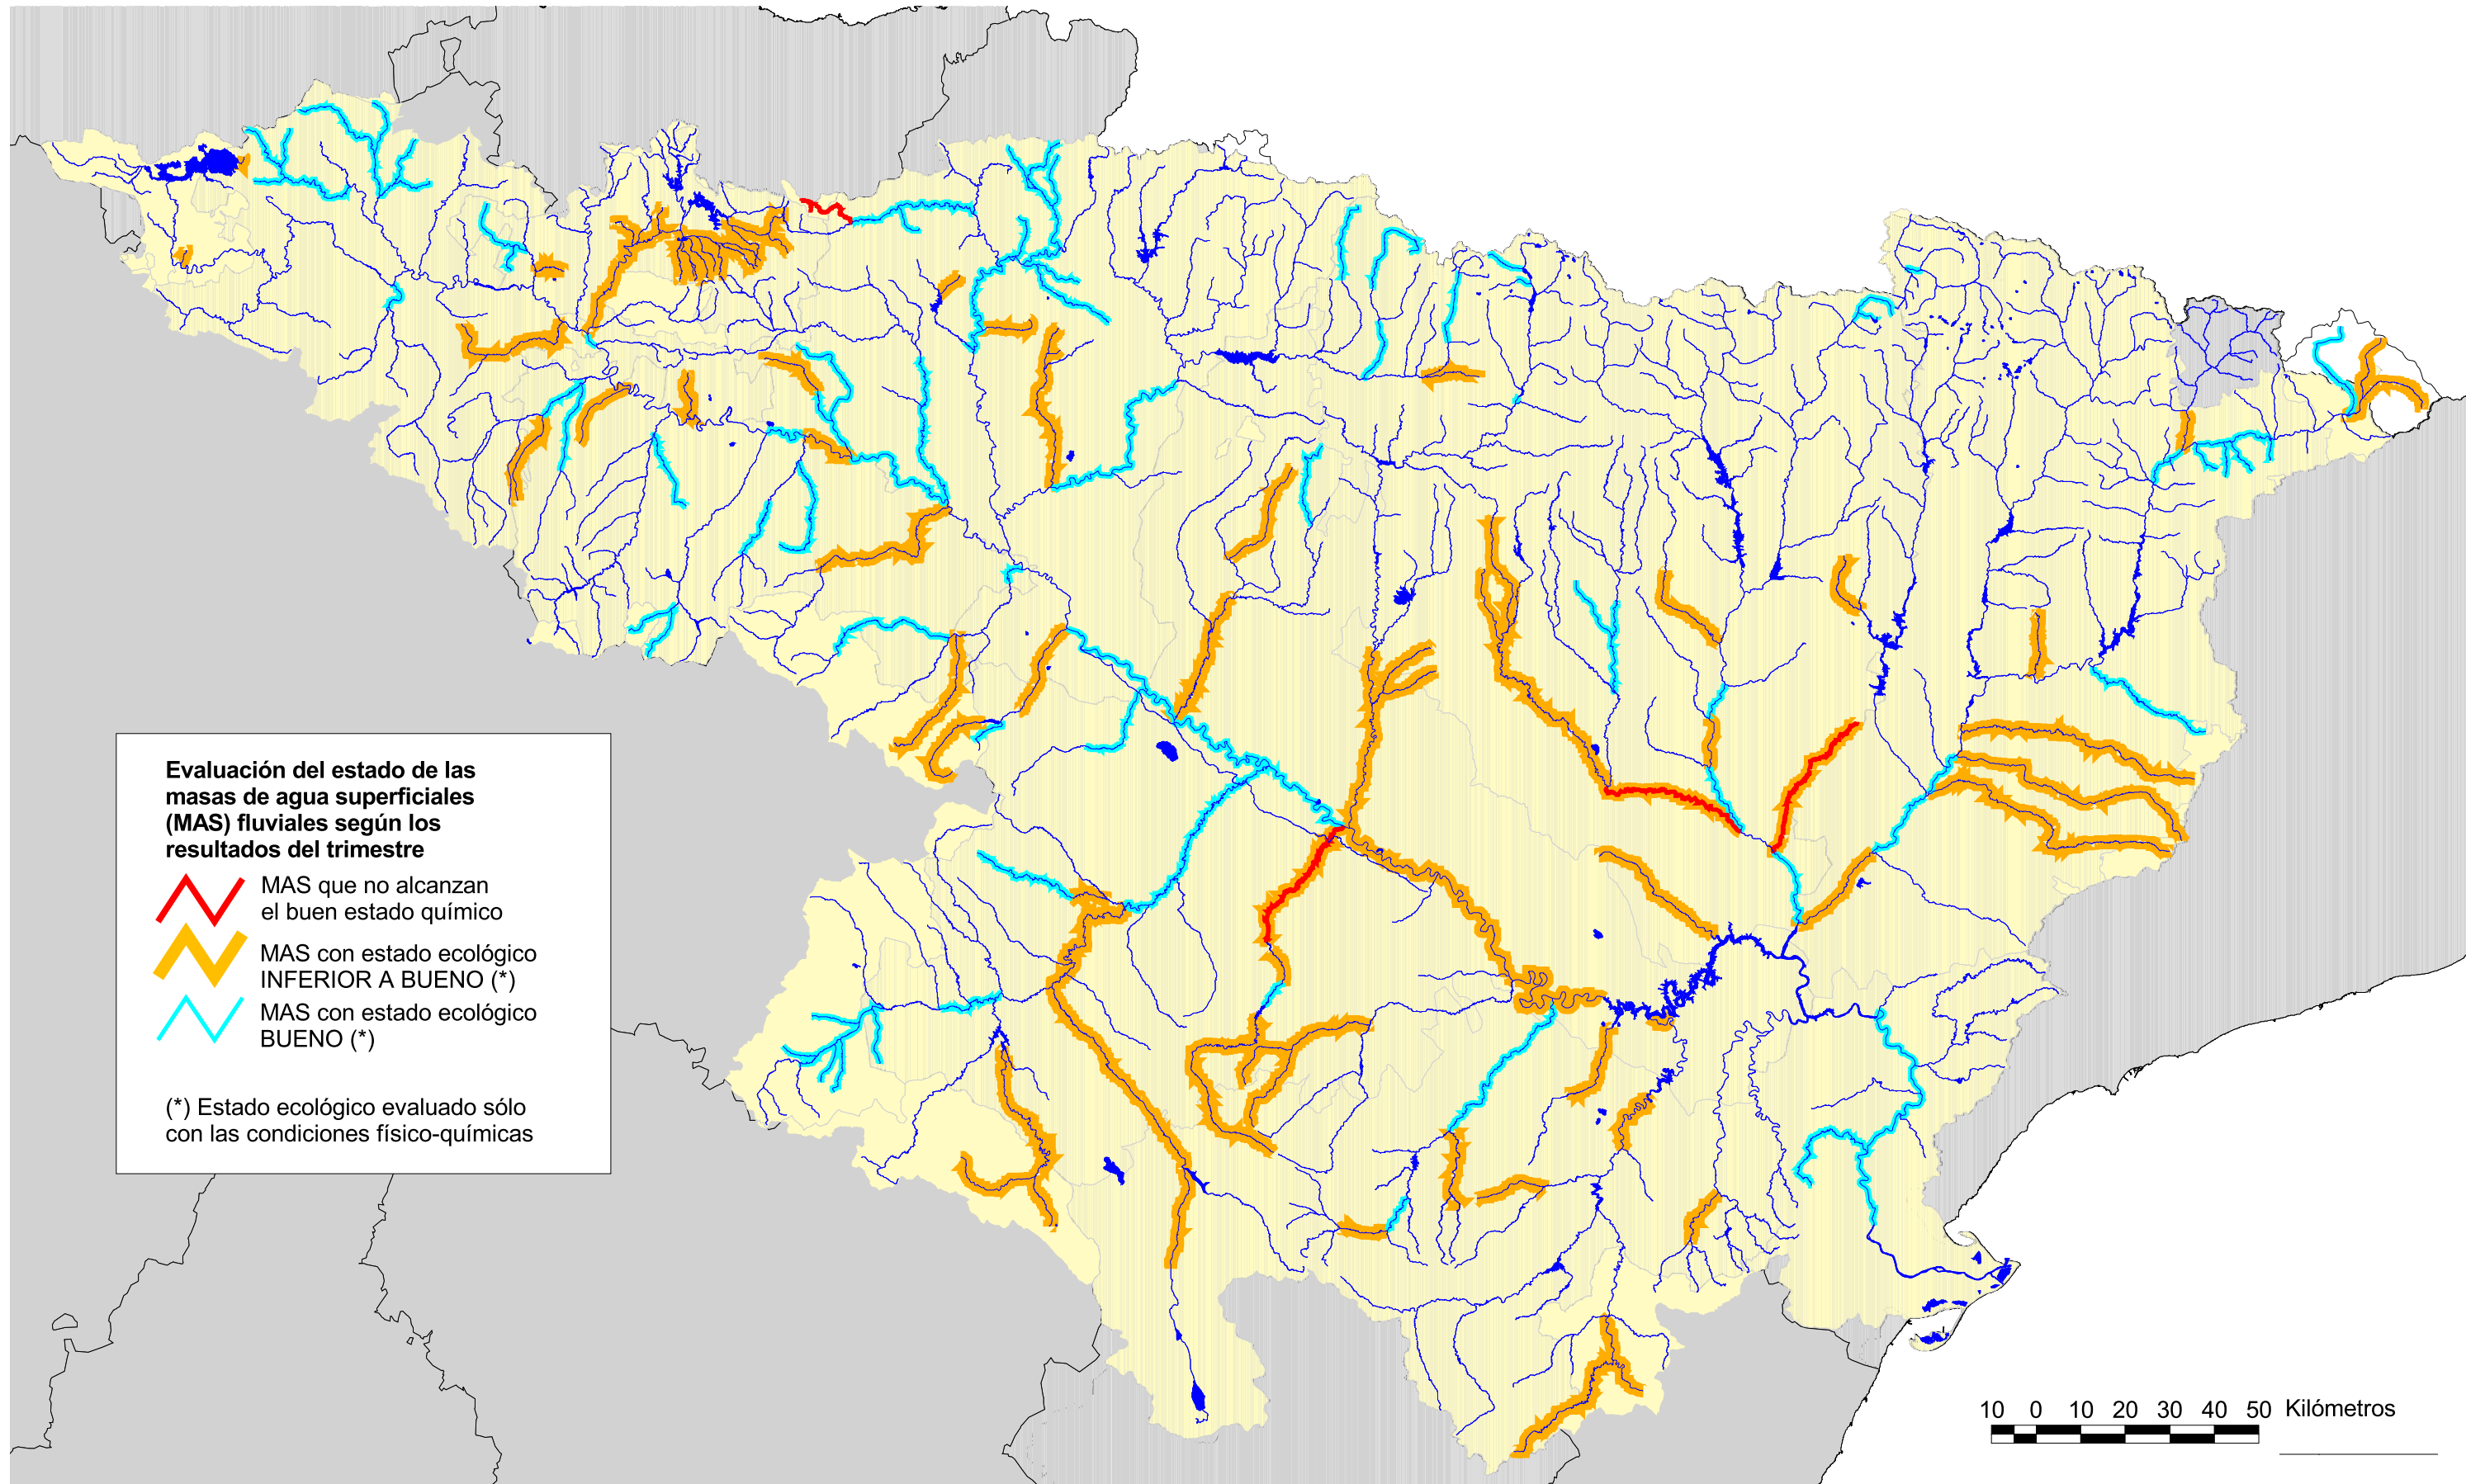 Evaluación del estado de las
masas de agua superficiales
(MAS) fluviales según los
resultados del trimestre
MAS que no alcanzan
el buen estado químico
MAS con estado ecológico
INFERIOR A BUENO (*)
MAS con estado ecológico
BUENO (*)
(*) Estado ecológico evaluado sólo
con las condiciones físico-químicas
10 0 10 20 30 40 50 Kilómetros